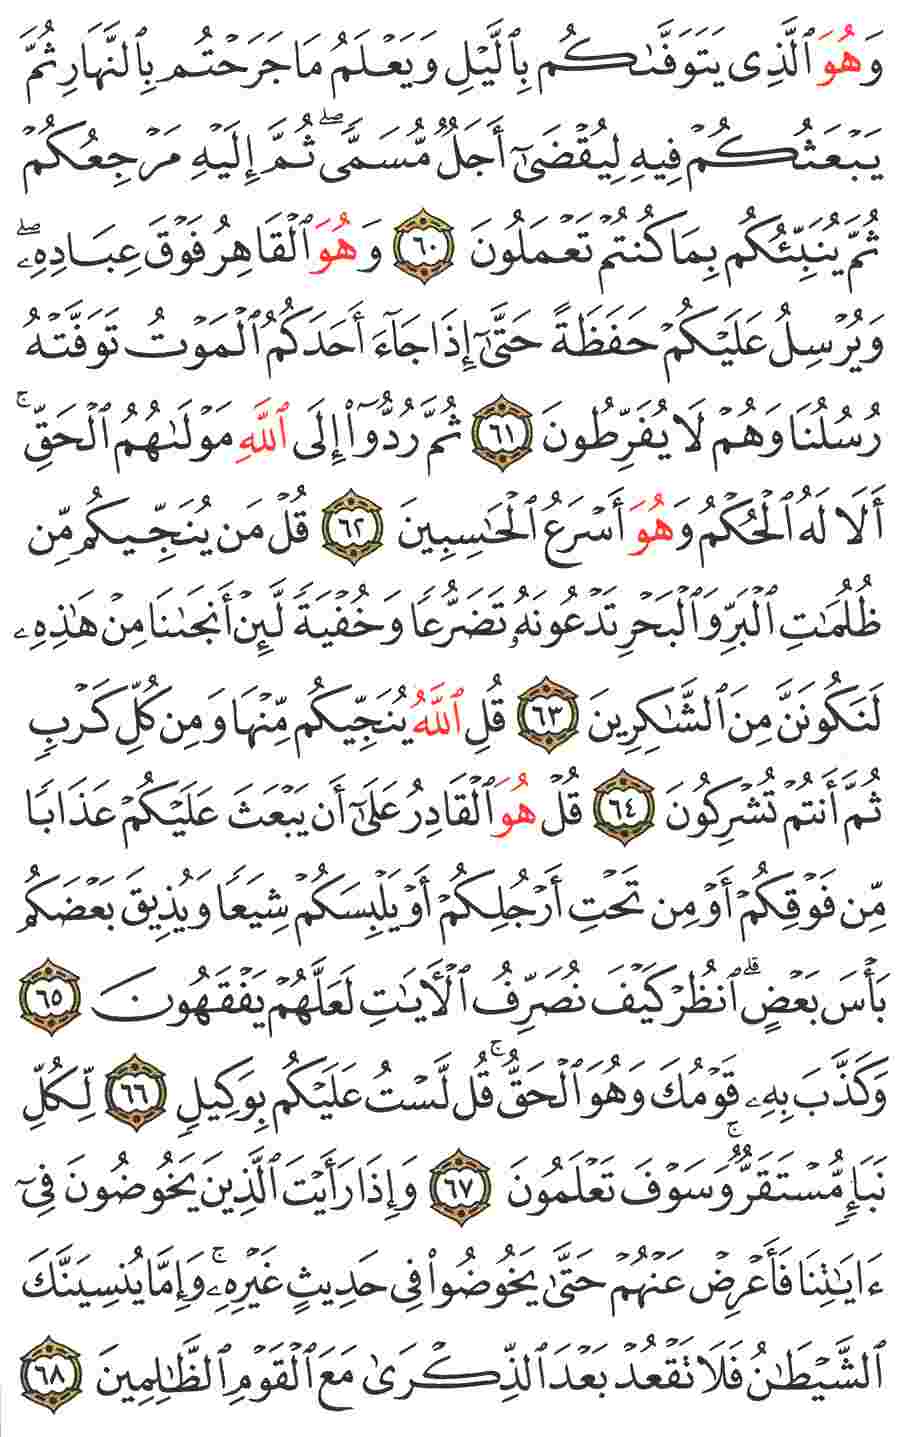 وَهُوَ ٱلَّذِى يَتَوَفَّىٰكُم بِٱلَّيْلِ وَيَعْلَمُ مَا جَرَحْتُم بِٱلنَّهَارِ ثُمَّ
يَبْعَثُكُمْ فِيهِ لِيُقْضَىٰٓ أَجَلٌ مُّسَمًّى ۖ ثُمَّ إِلَيْهِ مَرْجِعُكُمْ
ثُمَّ يُنَبِّئُكُم بِمَا كُنتُمْ تَعْمَلُونَ ٦٠ وَهُوَ ٱلْقَاهِرُ فَوْقَ عِبَادِهِۦ ۖ
وَيُرْسِلُ عَلَيْكُمْ حَفَظَةً حَتَّىٰٓ إِذَا جَآءَ أَحَدَكُمُ ٱلْمَوْتُ تَوَفَّتْهُ
رُسُلُنَا وَهُمْ لَا يُفَرِّطُونَ ٦١ ثُمَّ رُدُّوٓا۟ إِلَى ٱللَّهِ مَوْلَىٰهُمُ ٱلْحَقِّ ۚ
أَلَا لَهُ ٱلْحُكْمُ وَهُوَ أَسْرَعُ ٱلْحَٰسِبِينَ ٦٢ قُلْ مَن يُنَجِّيكُم مِّن
ظُلُمَٰتِ ٱلْبَرِّ وَٱلْبَحْرِ تَدْعُونَهُۥ تَضَرُّعًا وَخُفْيَةً لَّئِنْ أَنجَىٰنَا مِنْ هَٰذِهِۦ
لَنَكُونَنَّ مِنَ ٱلشَّٰكِرِينَ ٦٣ قُلِ ٱللَّهُ يُنَجِّيكُم مِّنْهَا وَمِن كُلِّ كَرْبٍ
ثُمَّ أَنتُمْ تُشْرِكُونَ ٦٤ قُلْ هُوَ ٱلْقَادِرُ عَلَىٰٓ أَن يَبْعَثَ عَلَيْكُمْ عَذَابًا
مِّن فَوْقِكُمْ أَوْ مِن تَحْتِ أَرْجُلِكُمْ أَوْ يَلْبِسَكُمْ شِيَعًا وَيُذِيقَ بَعْضَكُم
بَأْسَ بَعْضٍ ۗ ٱنظُرْ كَيْفَ نُصَرِّفُ ٱلْءَايَٰتِ لَعَلَّهُمْ يَفْقَهُونَ ٦٥
وَكَذَّبَ بِهِۦ قَوْمُكَ وَهُوَ ٱلْحَقُّ ۚ قُل لَّسْتُ عَلَيْكُم بِوَكِيلٍ ٦٦ لِّكُلِّ
نَبَإٍ مُّسْتَقَرٌّ ۚ وَسَوْفَ تَعْلَمُونَ ٦٧ وَإِذَا رَأَيْتَ ٱلَّذِينَ يَخُوضُونَ فِىٓ
ءَايَٰتِنَا فَأَعْرِضْ عَنْهُمْ حَتَّىٰ يَخُوضُوا۟ فِى حَدِيثٍ غَيْرِهِۦ ۚ وَإِمَّا يُنسِيَنَّكَ
ٱلشَّيْطَٰنُ فَلَا تَقْعُدْ بَعْدَ ٱلذِّكْرَىٰ مَعَ ٱلْقَوْمِ ٱلظَّٰلِمِينَ ٦٨